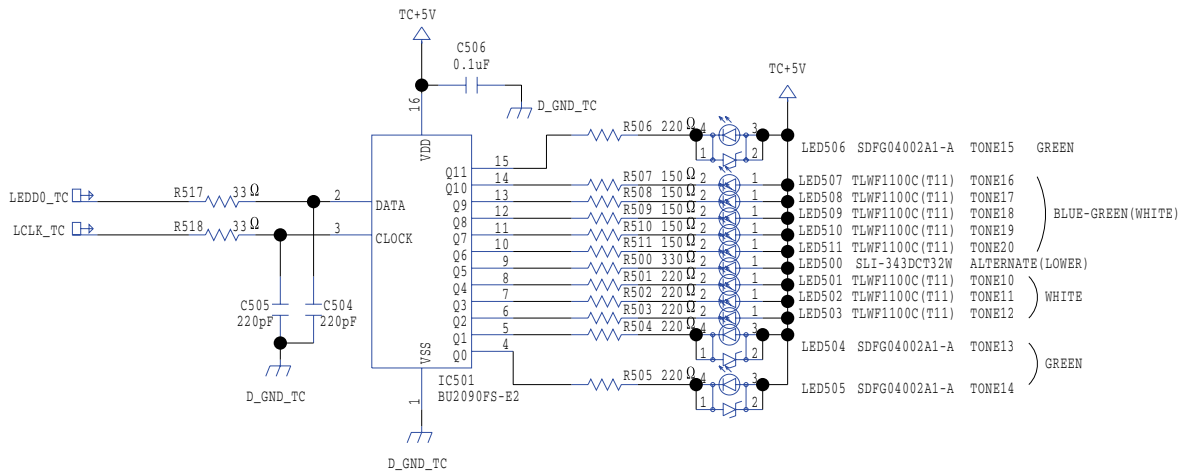 TC+5V
C506
0.1uF
TC+5V
16
D_GND_TC
VDD
R506 220Ω 4 3
1 2
LED506 SDFG04002A1-A TONE15 GREEN
Q11 15
Q10 14 R507 150Ω 2 1 LED507 TLWF1100C(T11) TONE16
LEDD0_TC R517 33Ω 2 DATA
Q9 13 R508 150Ω 2 1 LED508 TLWF1100C(T11) TONE17
Q8 12 R509 150Ω 2 1 LED509 TLWF1100C(T11) TONE18 BLUE-GREEN(WHITE)
LCLK_TC R518 33Ω 3 CLOCK
Q7 11 R510 150Ω 2 1 LED510 TLWF1100C(T11) TONE19
Q6 10 R511 150Ω 2 1 LED511 TLWF1100C(T11) TONE20
Q5 9 R500 330Ω 2 1 LED500 SLI-343DCT32W ALTERNATE(LOWER)
Q4 8 R501 220Ω 2 1 LED501 TLWF1100C(T11) TONE10
Q3 7 R502 220Ω 2 1 LED502 TLWF1100C(T11) TONE11 WHITE
Q2 6 R503 220Ω 2 1 LED503 TLWF1100C(T11) TONE12
C505 C504
220pF 220pF
Q1 5 R504 220Ω 4 3
1 2
LED504 SDFG04002A1-A TONE13
Q0 4
VSS
GREEN
R505 220Ω 4 3
1 2
LED505 SDFG04002A1-A TONE14
IC501
BU2090FS-E2
D_GND_TC
1
D_GND_TC